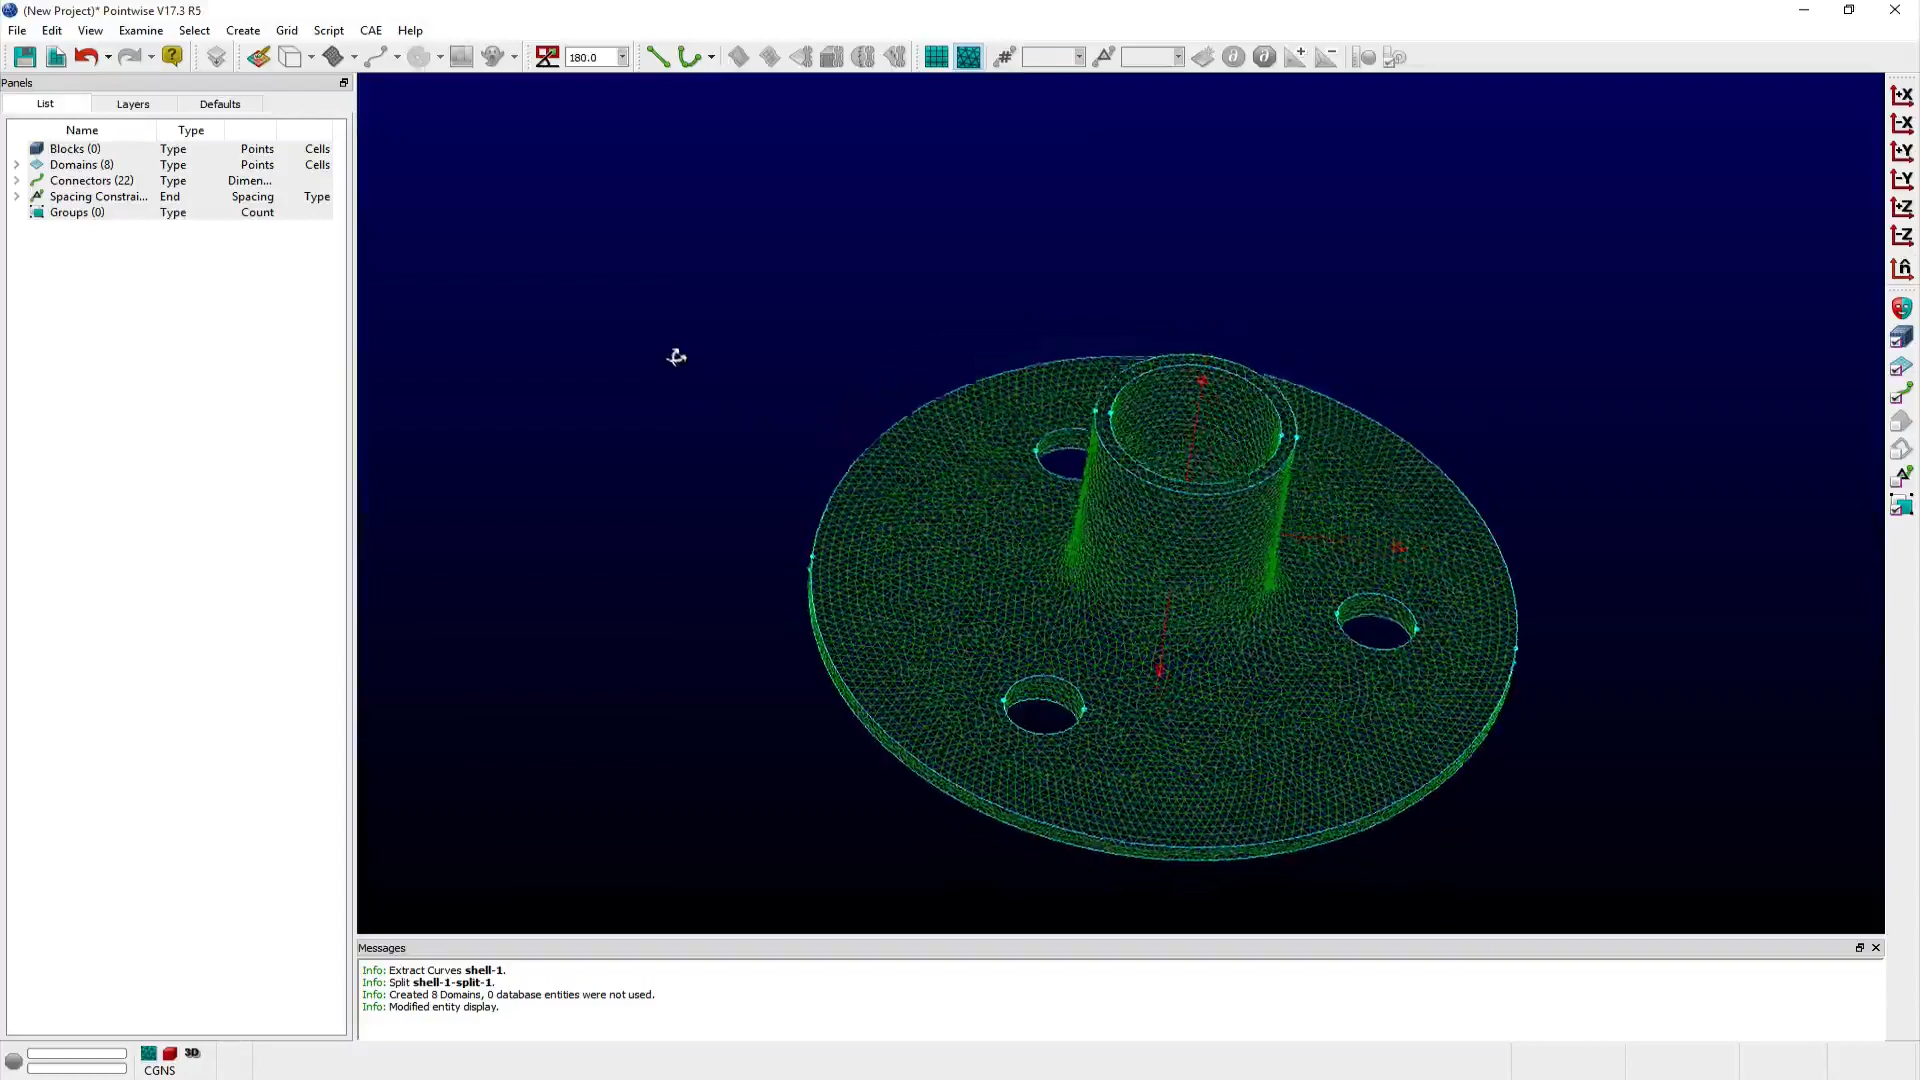 (New Project)* Pointwise V17.3 R5
File Edit View Examine Select Create Grid Script CAE Help
180.0
Panels
List Layers Defaults
Name Type
Blocks (0) Type Points Cells
Domains (8) Type Points Cells
Connectors (22) Type Dimen...
Spacing Constrai... End Spacing Type
Groups (0) Type Count
+X
-X
+Y
-Y
+Z
-Z
n̂
Messages
Info: Extract Curves shell-1.
Info: Split shell-1-split-1.
Info: Created 8 Domains, 0 database entities were not used.
Info: Modified entity display.
3D
CGNS